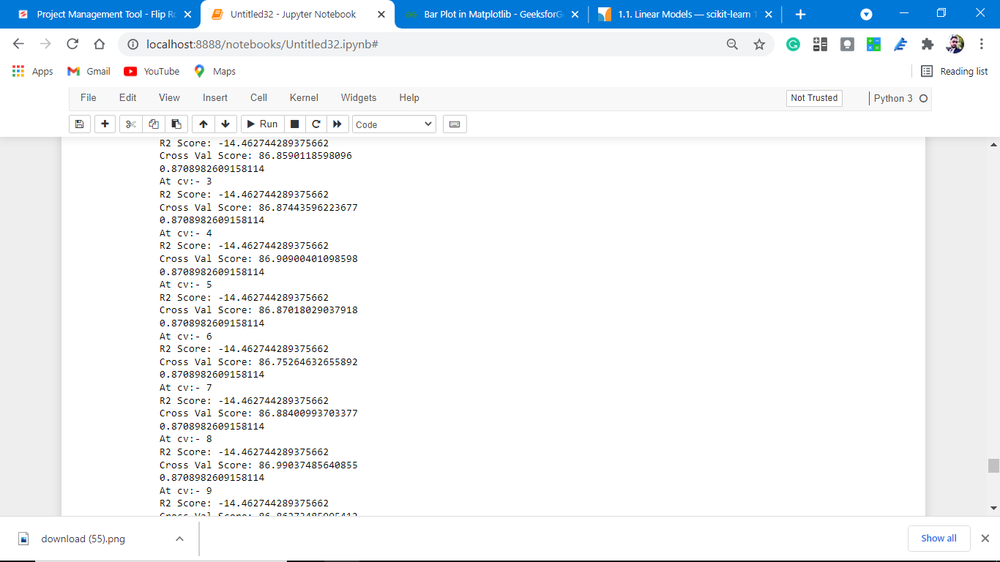 Project Management Tool - Flip Ro
Untitled32 - Jupyter Notebook
Bar Plot in Matplotlib - GeeksforG
1.1. Linear Models — scikit-learn 1
localhost:8888/notebooks/Untitled32.ipynb#
Apps
Gmail
YouTube
Maps
Reading list
File
Edit
View
Insert
Cell
Kernel
Widgets
Help
Not Trusted
Python 3
Run
Code
R2 Score: -14.462744289375662
Cross Val Score: 86.8590118598096
0.8708982609158114
At cv:- 3
R2 Score: -14.462744289375662
Cross Val Score: 86.87443596223677
0.8708982609158114
At cv:- 4
R2 Score: -14.462744289375662
Cross Val Score: 86.90900401098598
0.8708982609158114
At cv:- 5
R2 Score: -14.462744289375662
Cross Val Score: 86.87018029037918
0.8708982609158114
At cv:- 6
R2 Score: -14.462744289375662
Cross Val Score: 86.75264632655892
0.8708982609158114
At cv:- 7
R2 Score: -14.462744289375662
Cross Val Score: 86.88400993703377
0.8708982609158114
At cv:- 8
R2 Score: -14.462744289375662
Cross Val Score: 86.99037485640855
0.8708982609158114
At cv:- 9
R2 Score: -14.462744289375662
Cross Val Score:
download (55).png
Show all